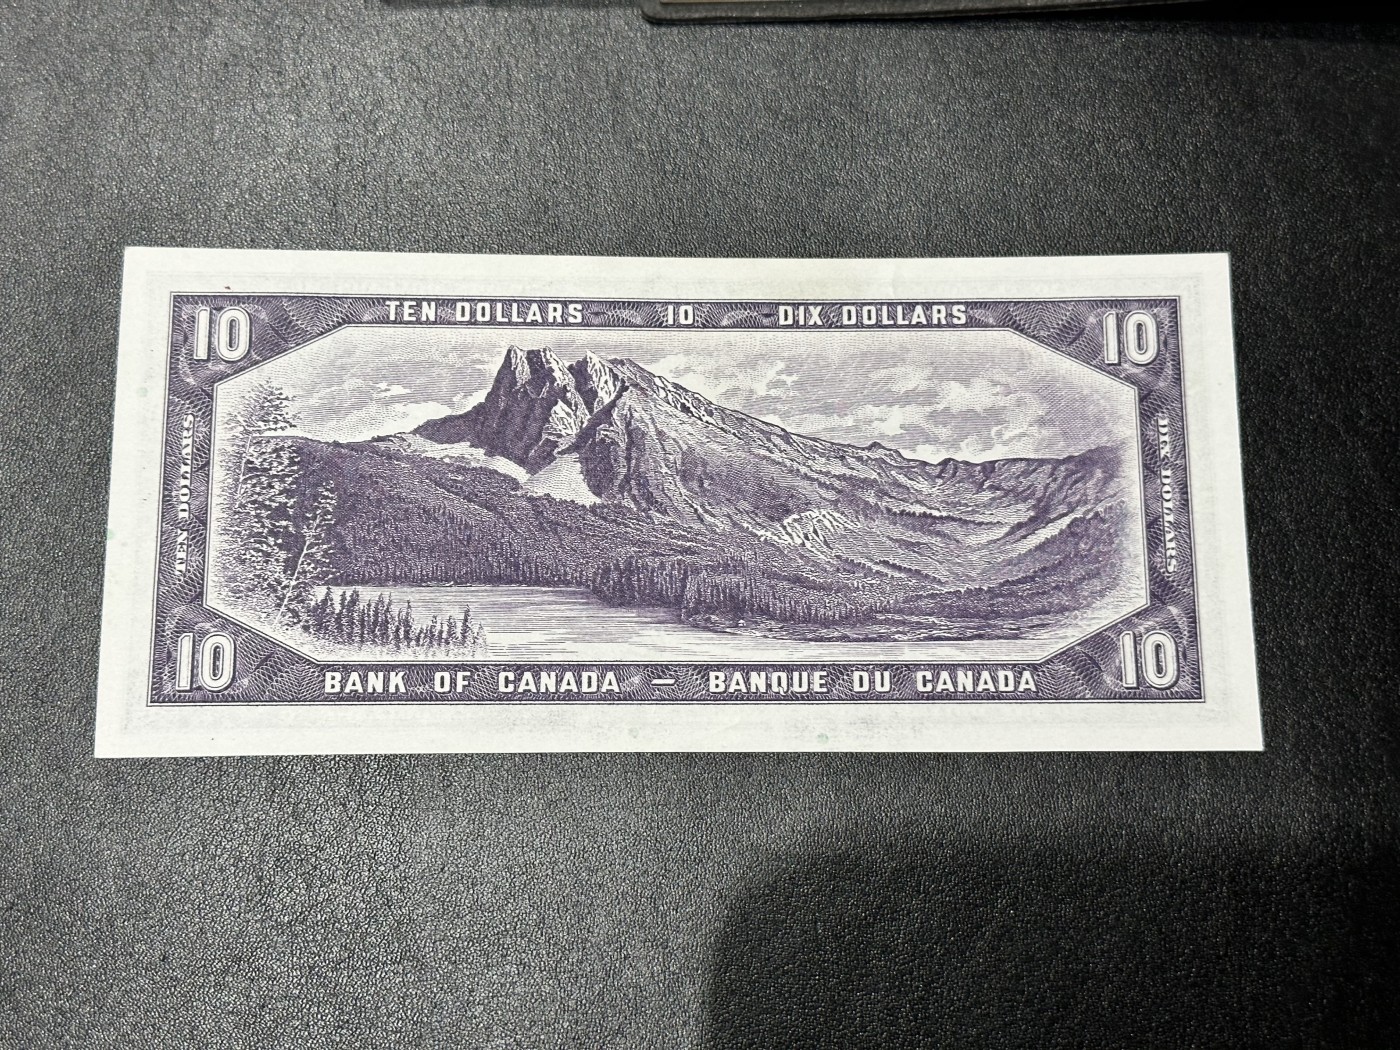 10 TEN DOLLARS 10 DIX DOLLARS 10
TEN DOLLARS
DIX DOLLARS
10 BANK OF CANADA – BANQUE DU CANADA 10